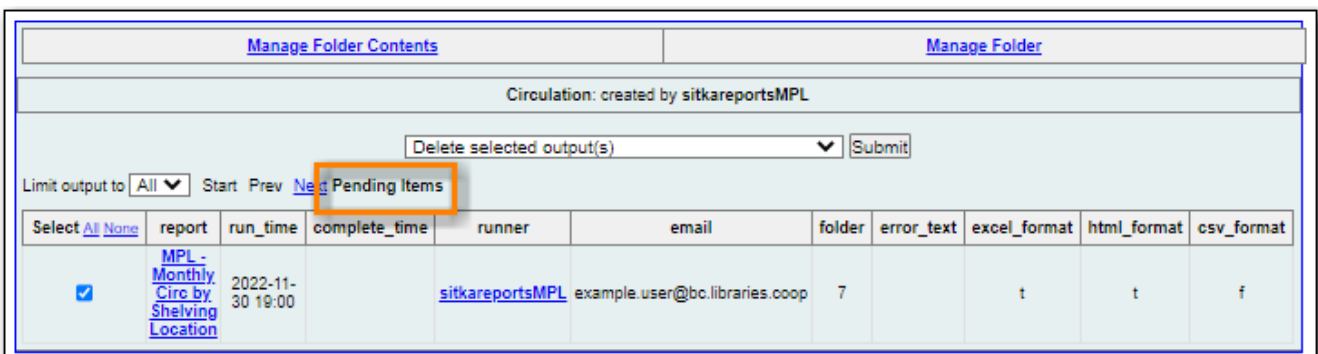 Manage Folder Contents Manage Folder
Circulation: created by sitkareportsMPL
Delete selected output(s) Submit
Limit output to All Start Prev Next Pending Items
Select All None report run_time complete_time runner email folder error_text excel_format html_format csv_format
MPL -
Monthly
Circ by
Shelving
Location
2022-11-
30 19:00
sitkareportsMPL example.user@bc.libraries.coop 7 t t f